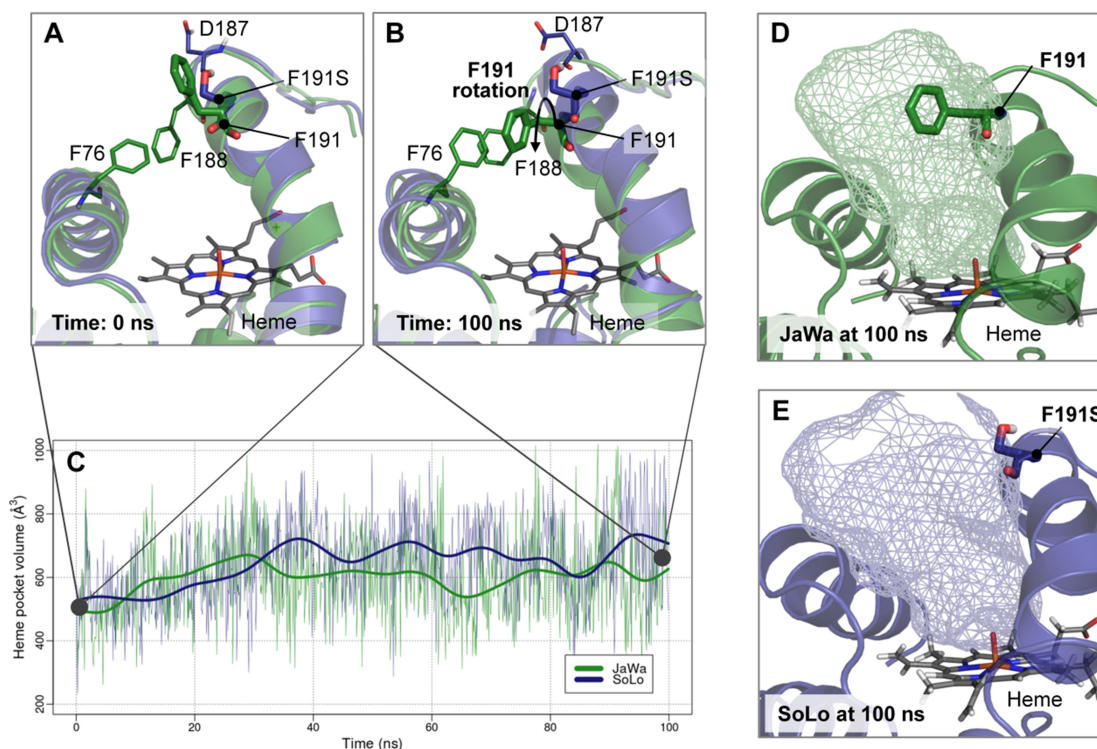 A
D187
F191S
F191
F76
F188
Time: 0 ns
Heme
B
D187
F191
rotation
F191S
F76
F191
F188
Time: 100 ns
Heme
C
Heme pocket volume (Å3)
1000
800
600
400
200
0
20
40
60
80
100
Time (ns)
JaWa
SoLo
D
F191
JaWa at 100 ns
Heme
E
F191S
SoLo at 100 ns
Heme